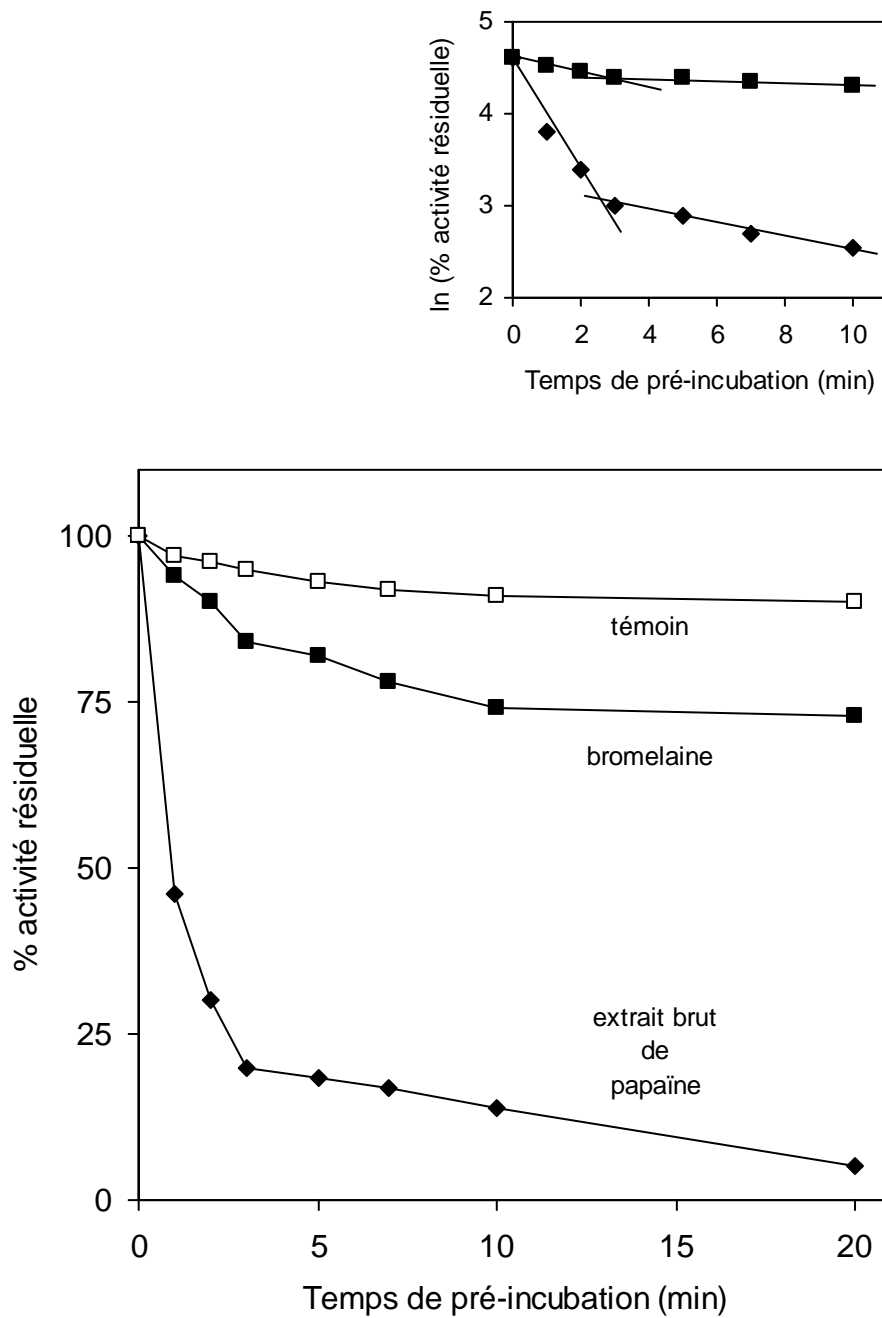 5
4
3
2
ln (% activité résiduelle)
0 2 4 6 8 10
Temps de pré-incubation (min)
100
75
50
25
0
% activité résiduelle
témoin
bromelaine
extrait brut
de
papaïne
0 5 10 15 20
Temps de pré-incubation (min)